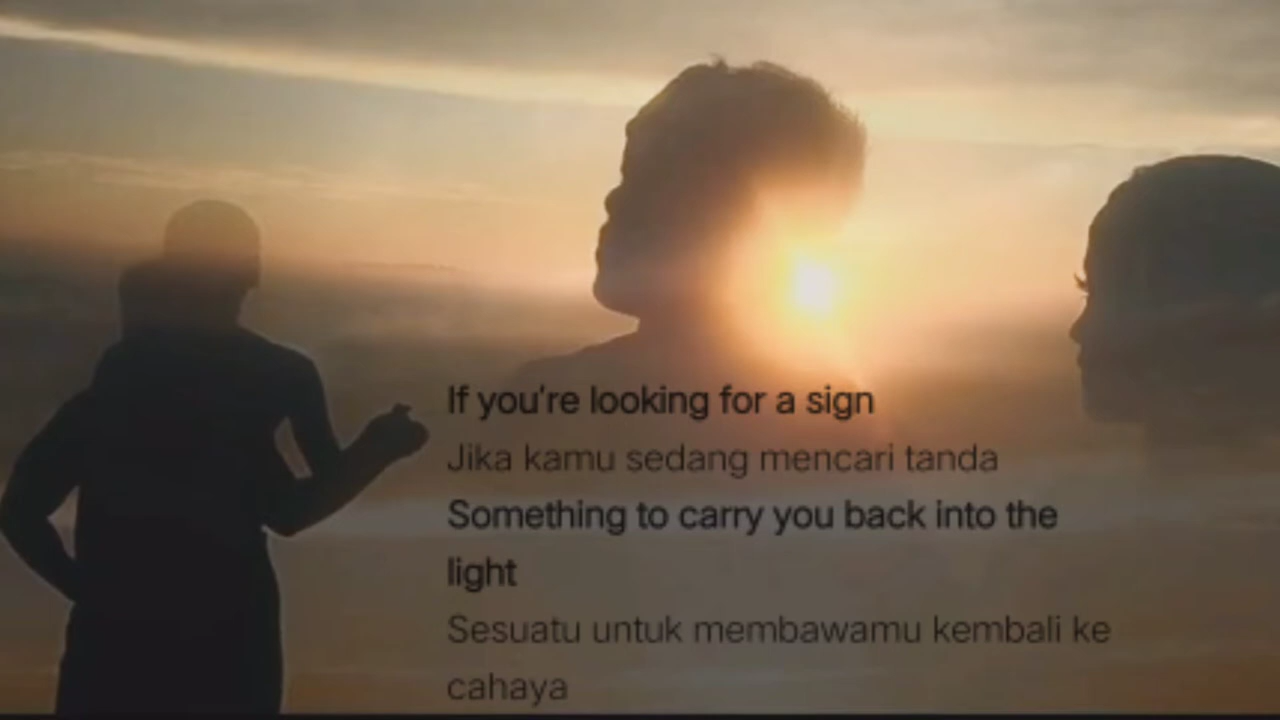 If you're looking for a sign
Jika kamu sedang mencari tanda
Something to carry you back into the
light
Sesuatu untuk membawamu kembali ke
cahaya